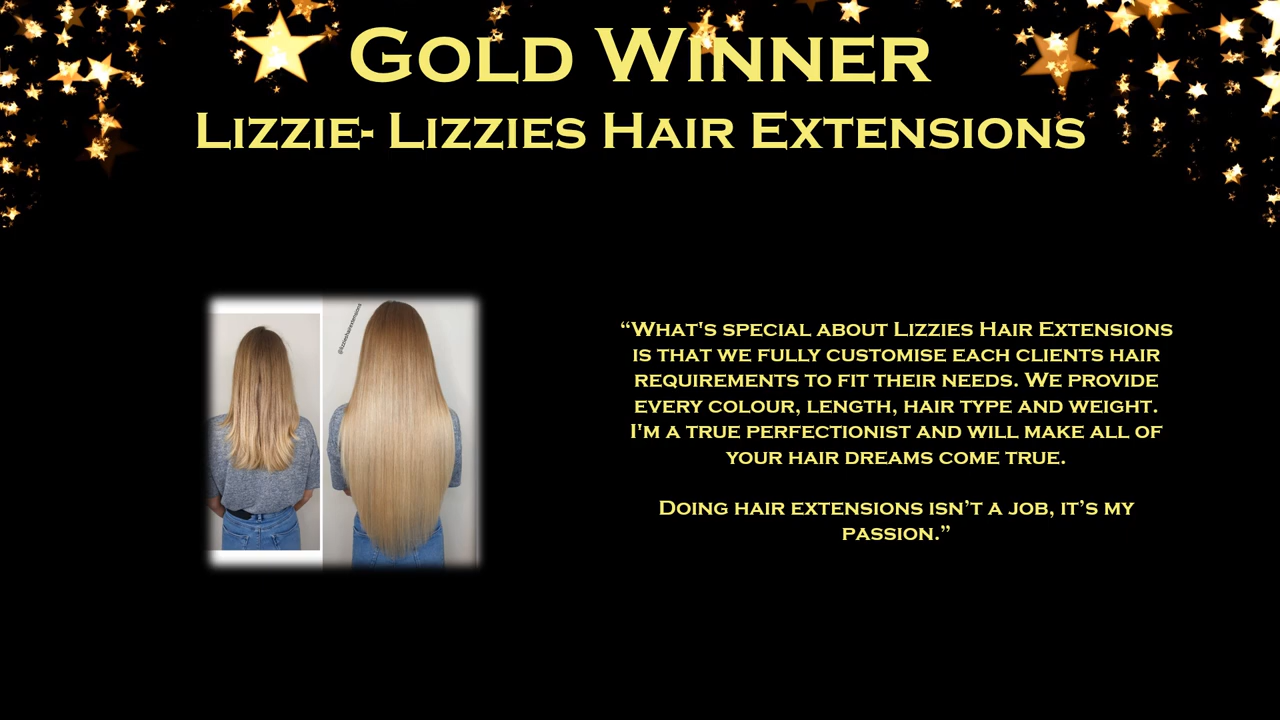 Gold Winner
Lizzie- Lizzies Hair Extensions
@lizzieshairextensions
“What's special about Lizzies Hair Extensions
is that we fully customise each clients hair
requirements to fit their needs. We provide
every colour, length, hair type and weight.
I'm a true perfectionist and will make all of
your hair dreams come true.
Doing hair extensions isn’t a job, it’s my
passion.”